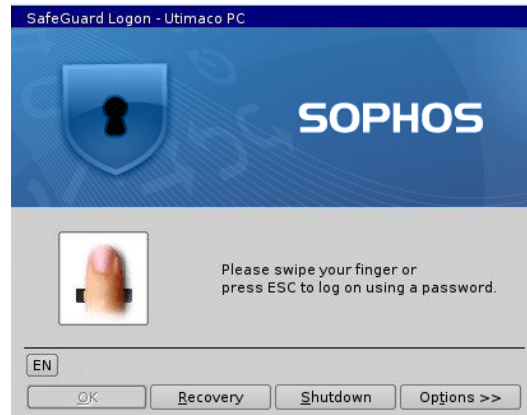 SafeGuard Logon - Utimaco PC
SOPHOS
Please swipe your finger or
press ESC to log on using a password.
EN
OK Recovery Shutdown Options >>